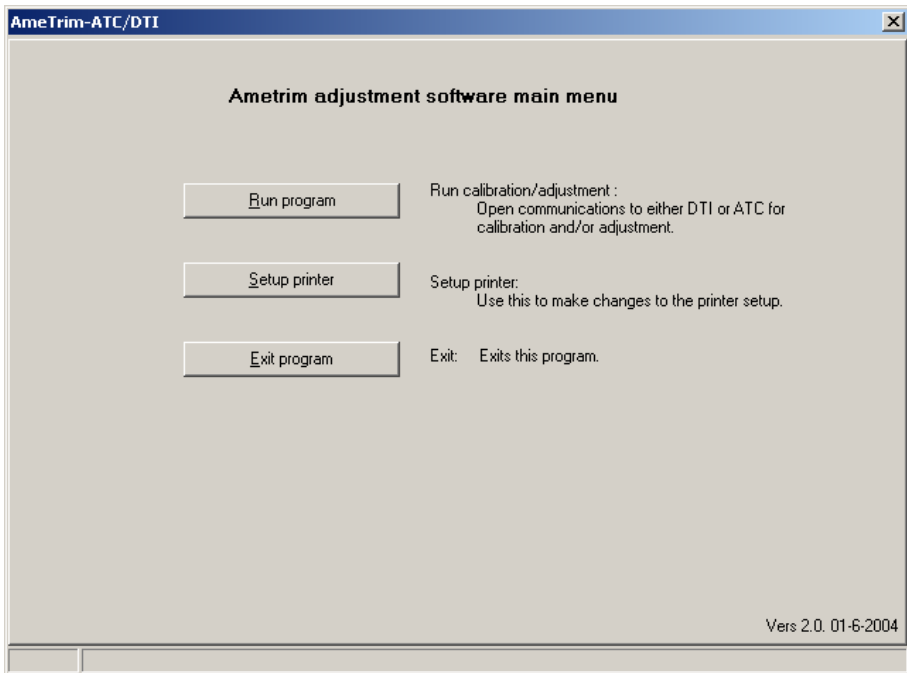 AmeTrim-ATC/DTI
Ametrim adjustment software main menu
Run program
Run calibration/adjustment :
Open communications to either DTI or ATC for
calibration and/or adjustment.
Setup printer
Setup printer:
Use this to make changes to the printer setup.
Exit program
Exit: Exits this program.
Vers 2.0. 01-6-2004